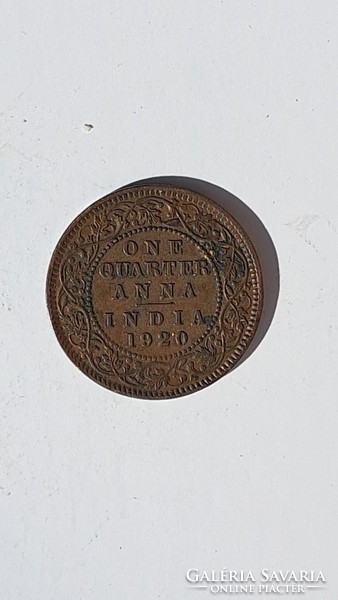 ONE
QUARTER
ANNA
INDIA
1920
GALÉRIA SAVARIA
ONLINE PIACTÉR